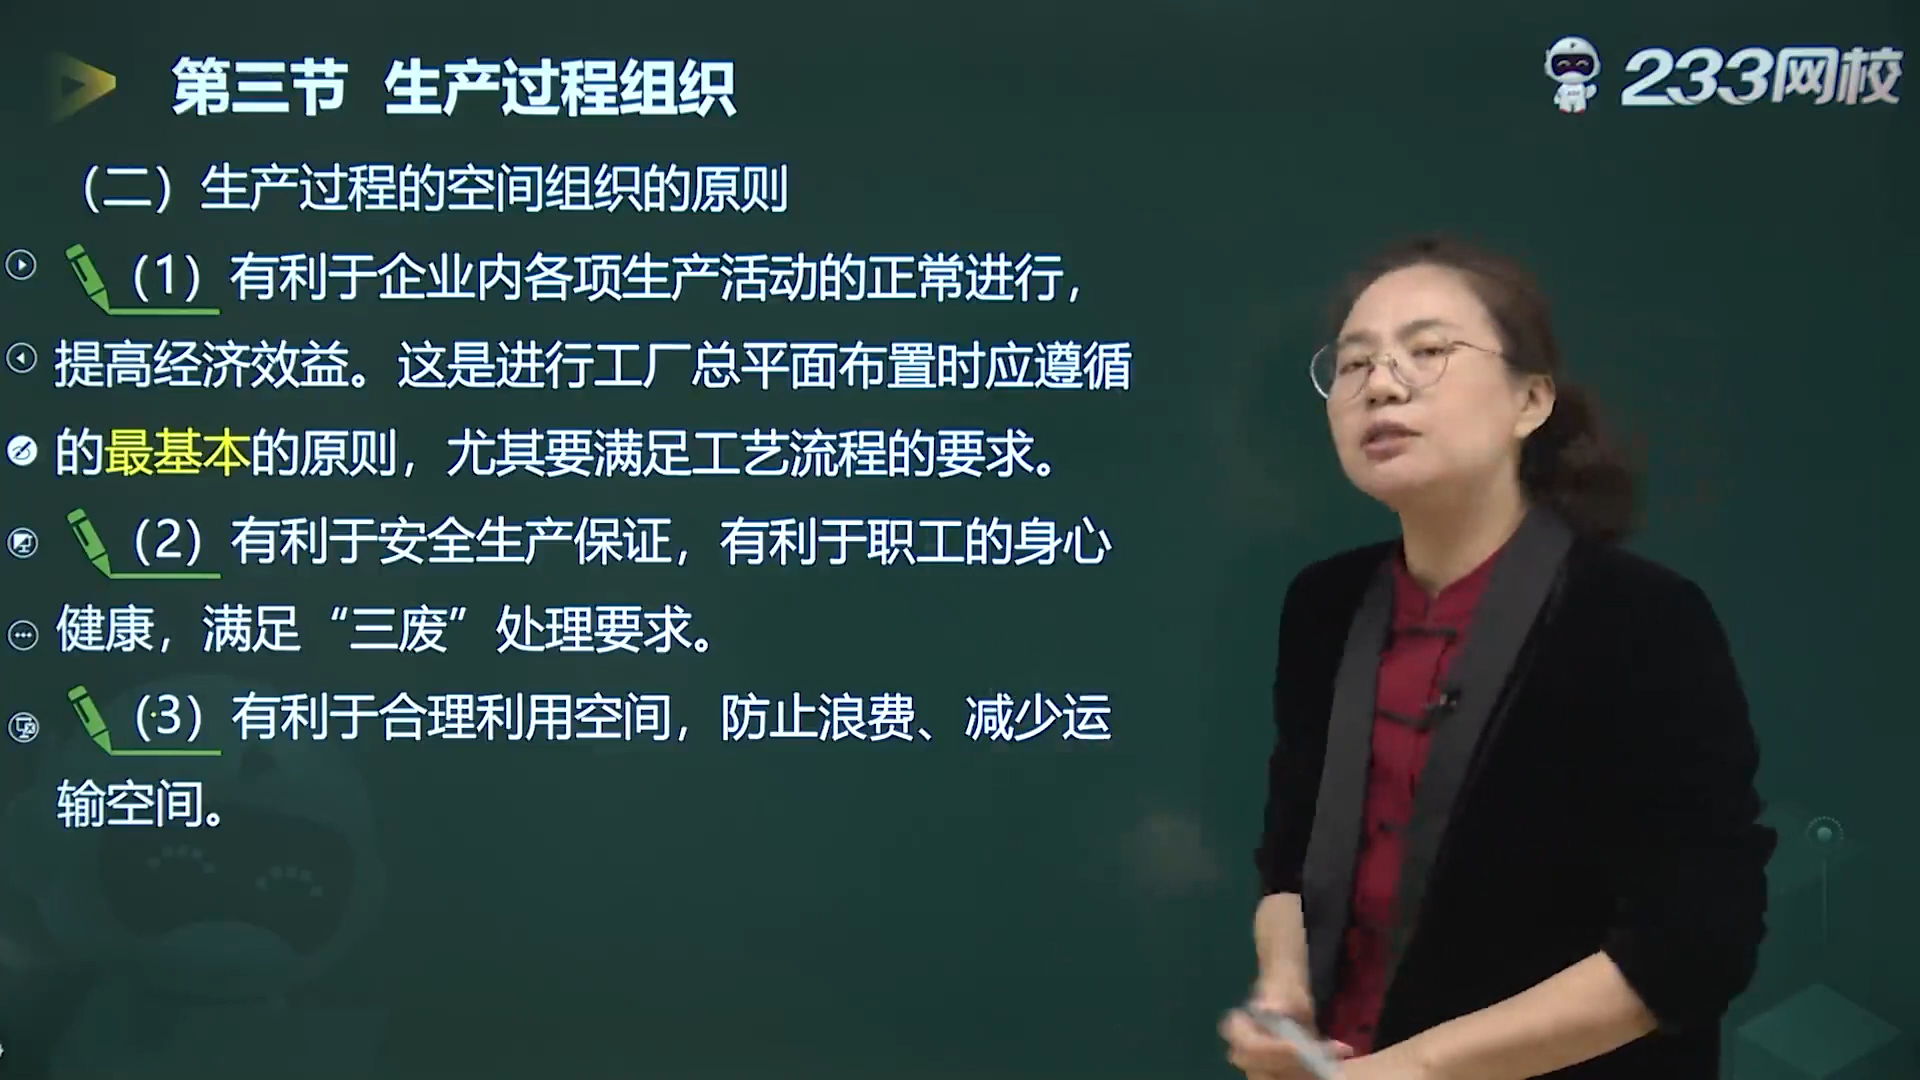 第三节 生产过程组织
233网校
（二）生产过程的空间组织的原则
（1）有利于企业内各项生产活动的正常进行，
提高经济效益。这是进行工厂总平面布置时应遵循
的最基本的原则，尤其要满足工艺流程的要求。
（2）有利于安全生产保证，有利于职工的身心
健康，满足“三废”处理要求。
（3）有利于合理利用空间，防止浪费、减少运
输空间。